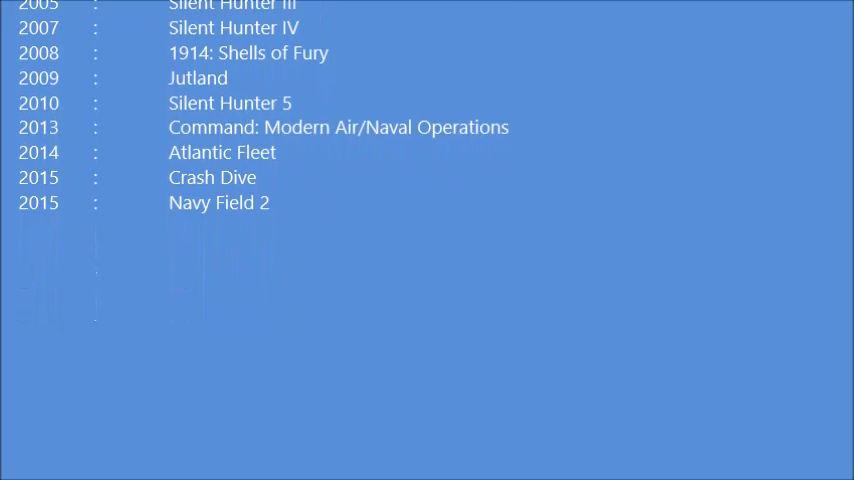 2005 : Silent Hunter III
2007 : Silent Hunter IV
2008 : 1914: Shells of Fury
2009 : Jutland
2010 : Silent Hunter 5
2013 : Command: Modern Air/Naval Operations
2014 : Atlantic Fleet
2015 : Crash Dive
2015 : Navy Field 2